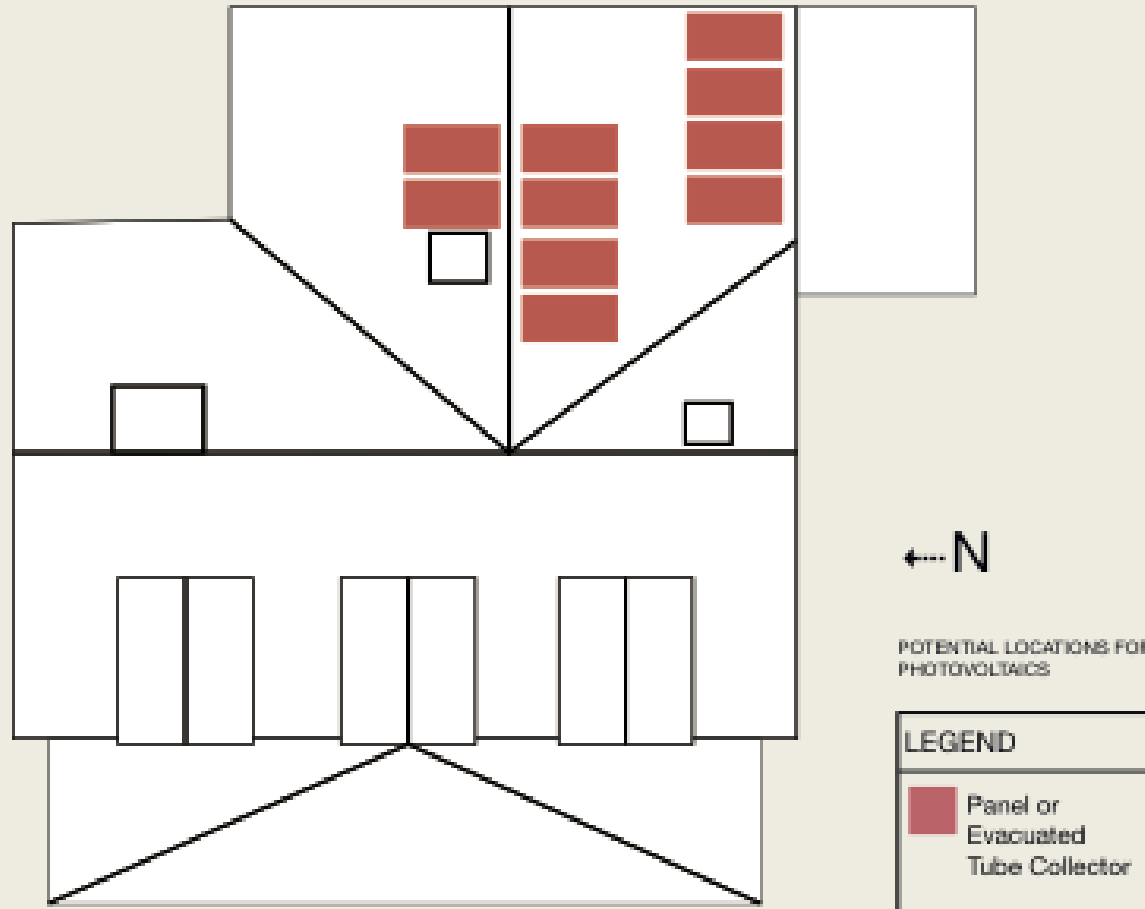 N
POTENTIAL LOCATIONS FOR
PHOTOVOLTAICS
LEGEND
Panel or
Evacuated
Tube Collector